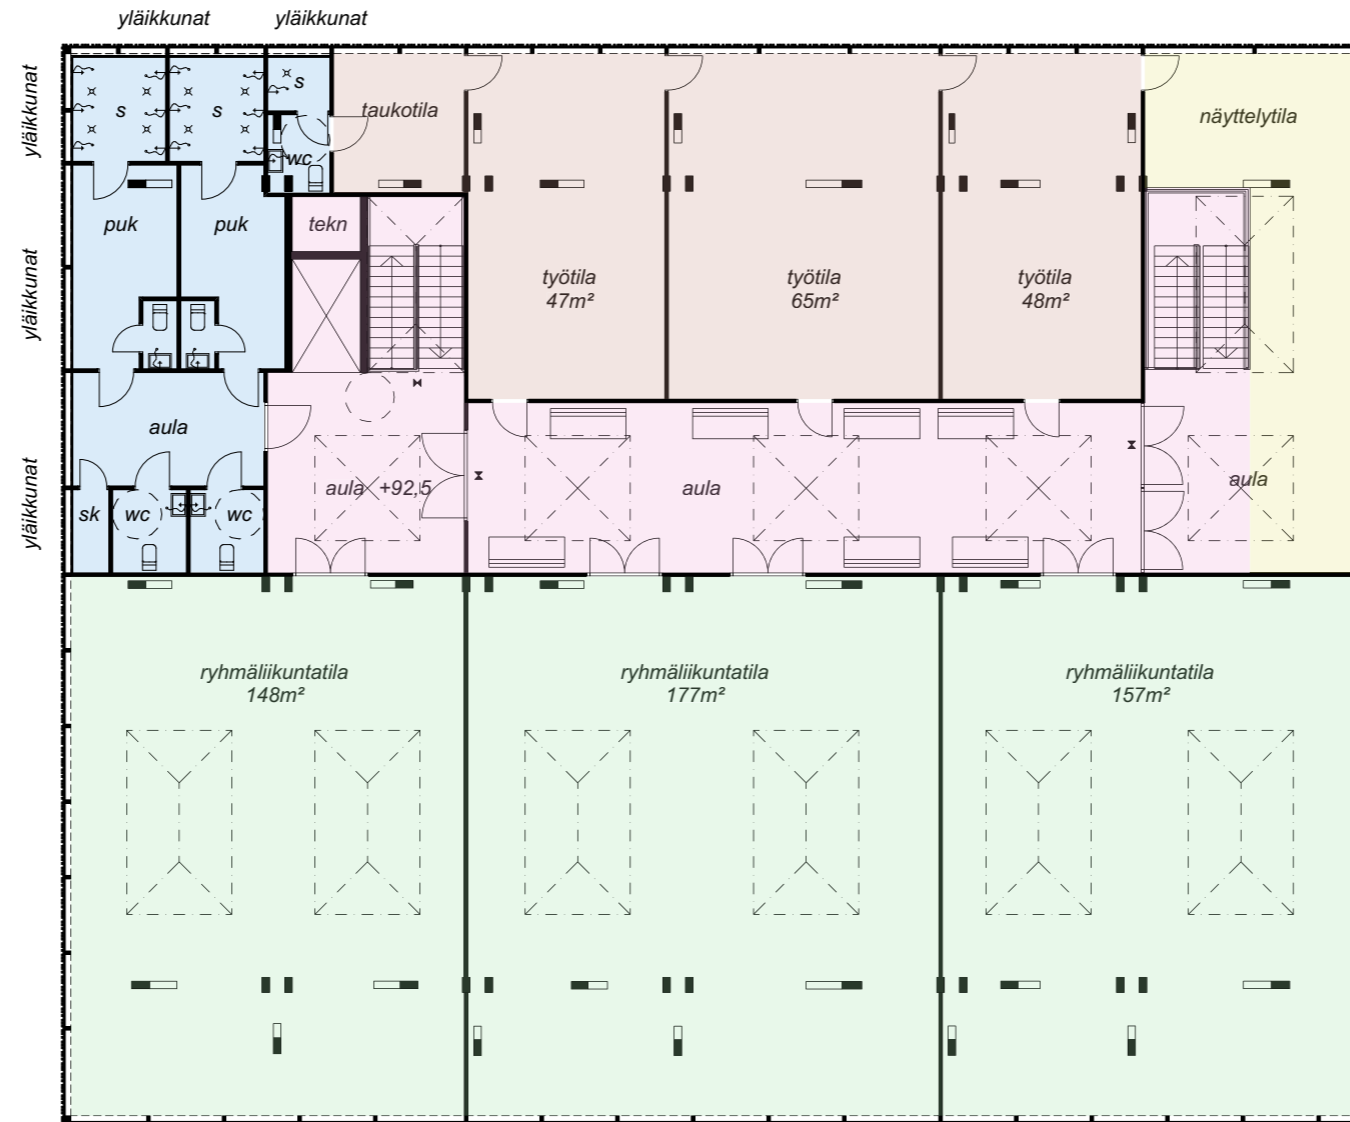 yläikkunat
yläikkunat
yläikkunat
yläikkunat
yläikkunat
s
s
s
wc
taukotila
näyttelytila
puk
puk
tekn
työtila
47m²
työtila
65m²
työtila
48m²
aula
aula +92,5
aula
aula
sk
wc
wc
ryhmäliikuntatila
148m²
ryhmäliikuntatila
177m²
ryhmäliikuntatila
157m²